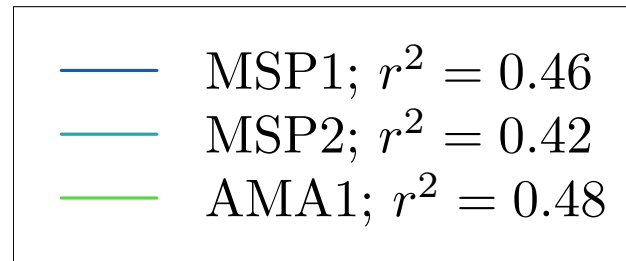 MSP1; r² = 0.46
MSP2; r² = 0.42
AMA1; r² = 0.48